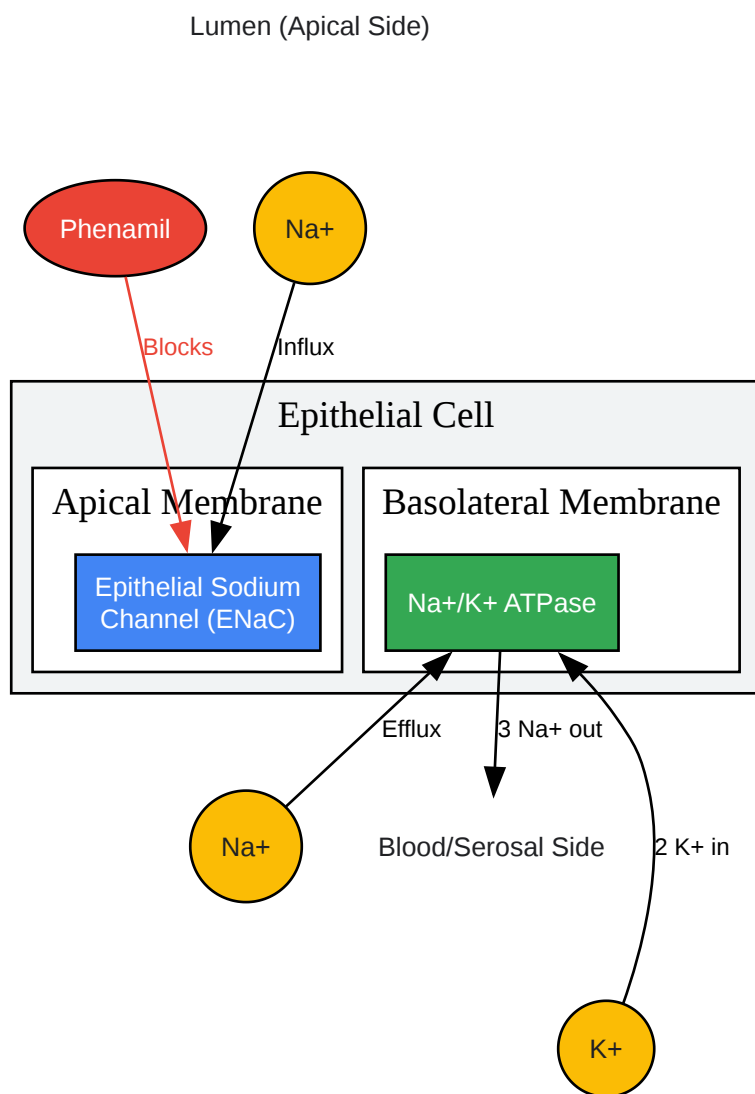 Lumen (Apical Side)
Phenamil
Na+
Blocks
Influx
Epithelial Cell
Apical Membrane
Basolateral Membrane
Epithelial Sodium
Channel (ENaC)
Na+/K+ ATPase
Efflux
3 Na+ out
Na+
Blood/Serosal Side
2 K+ in
K+